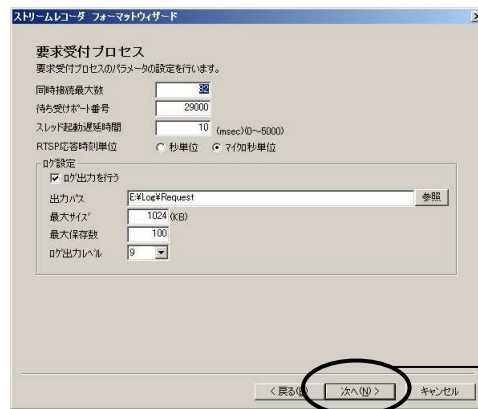 ストリームレコーダ フォーマットウィザード
要求受付プロセス
要求受付プロセスのパラメータの設定を行います。
同時接続最大数 32
待ち受けポート番号 29000
スレッド起動遅延時間 10 (msec)(0～5000)
RTSP応答時刻単位 秒単位 マイクロ秒単位
ログ設定
ログ出力を行う
出力パス E:¥Log¥Request 参照
最大サイズ 1024 (KB)
最大保存数 100
ログ出力レベル 9
< 戻る 次へ(N) > キャンセル